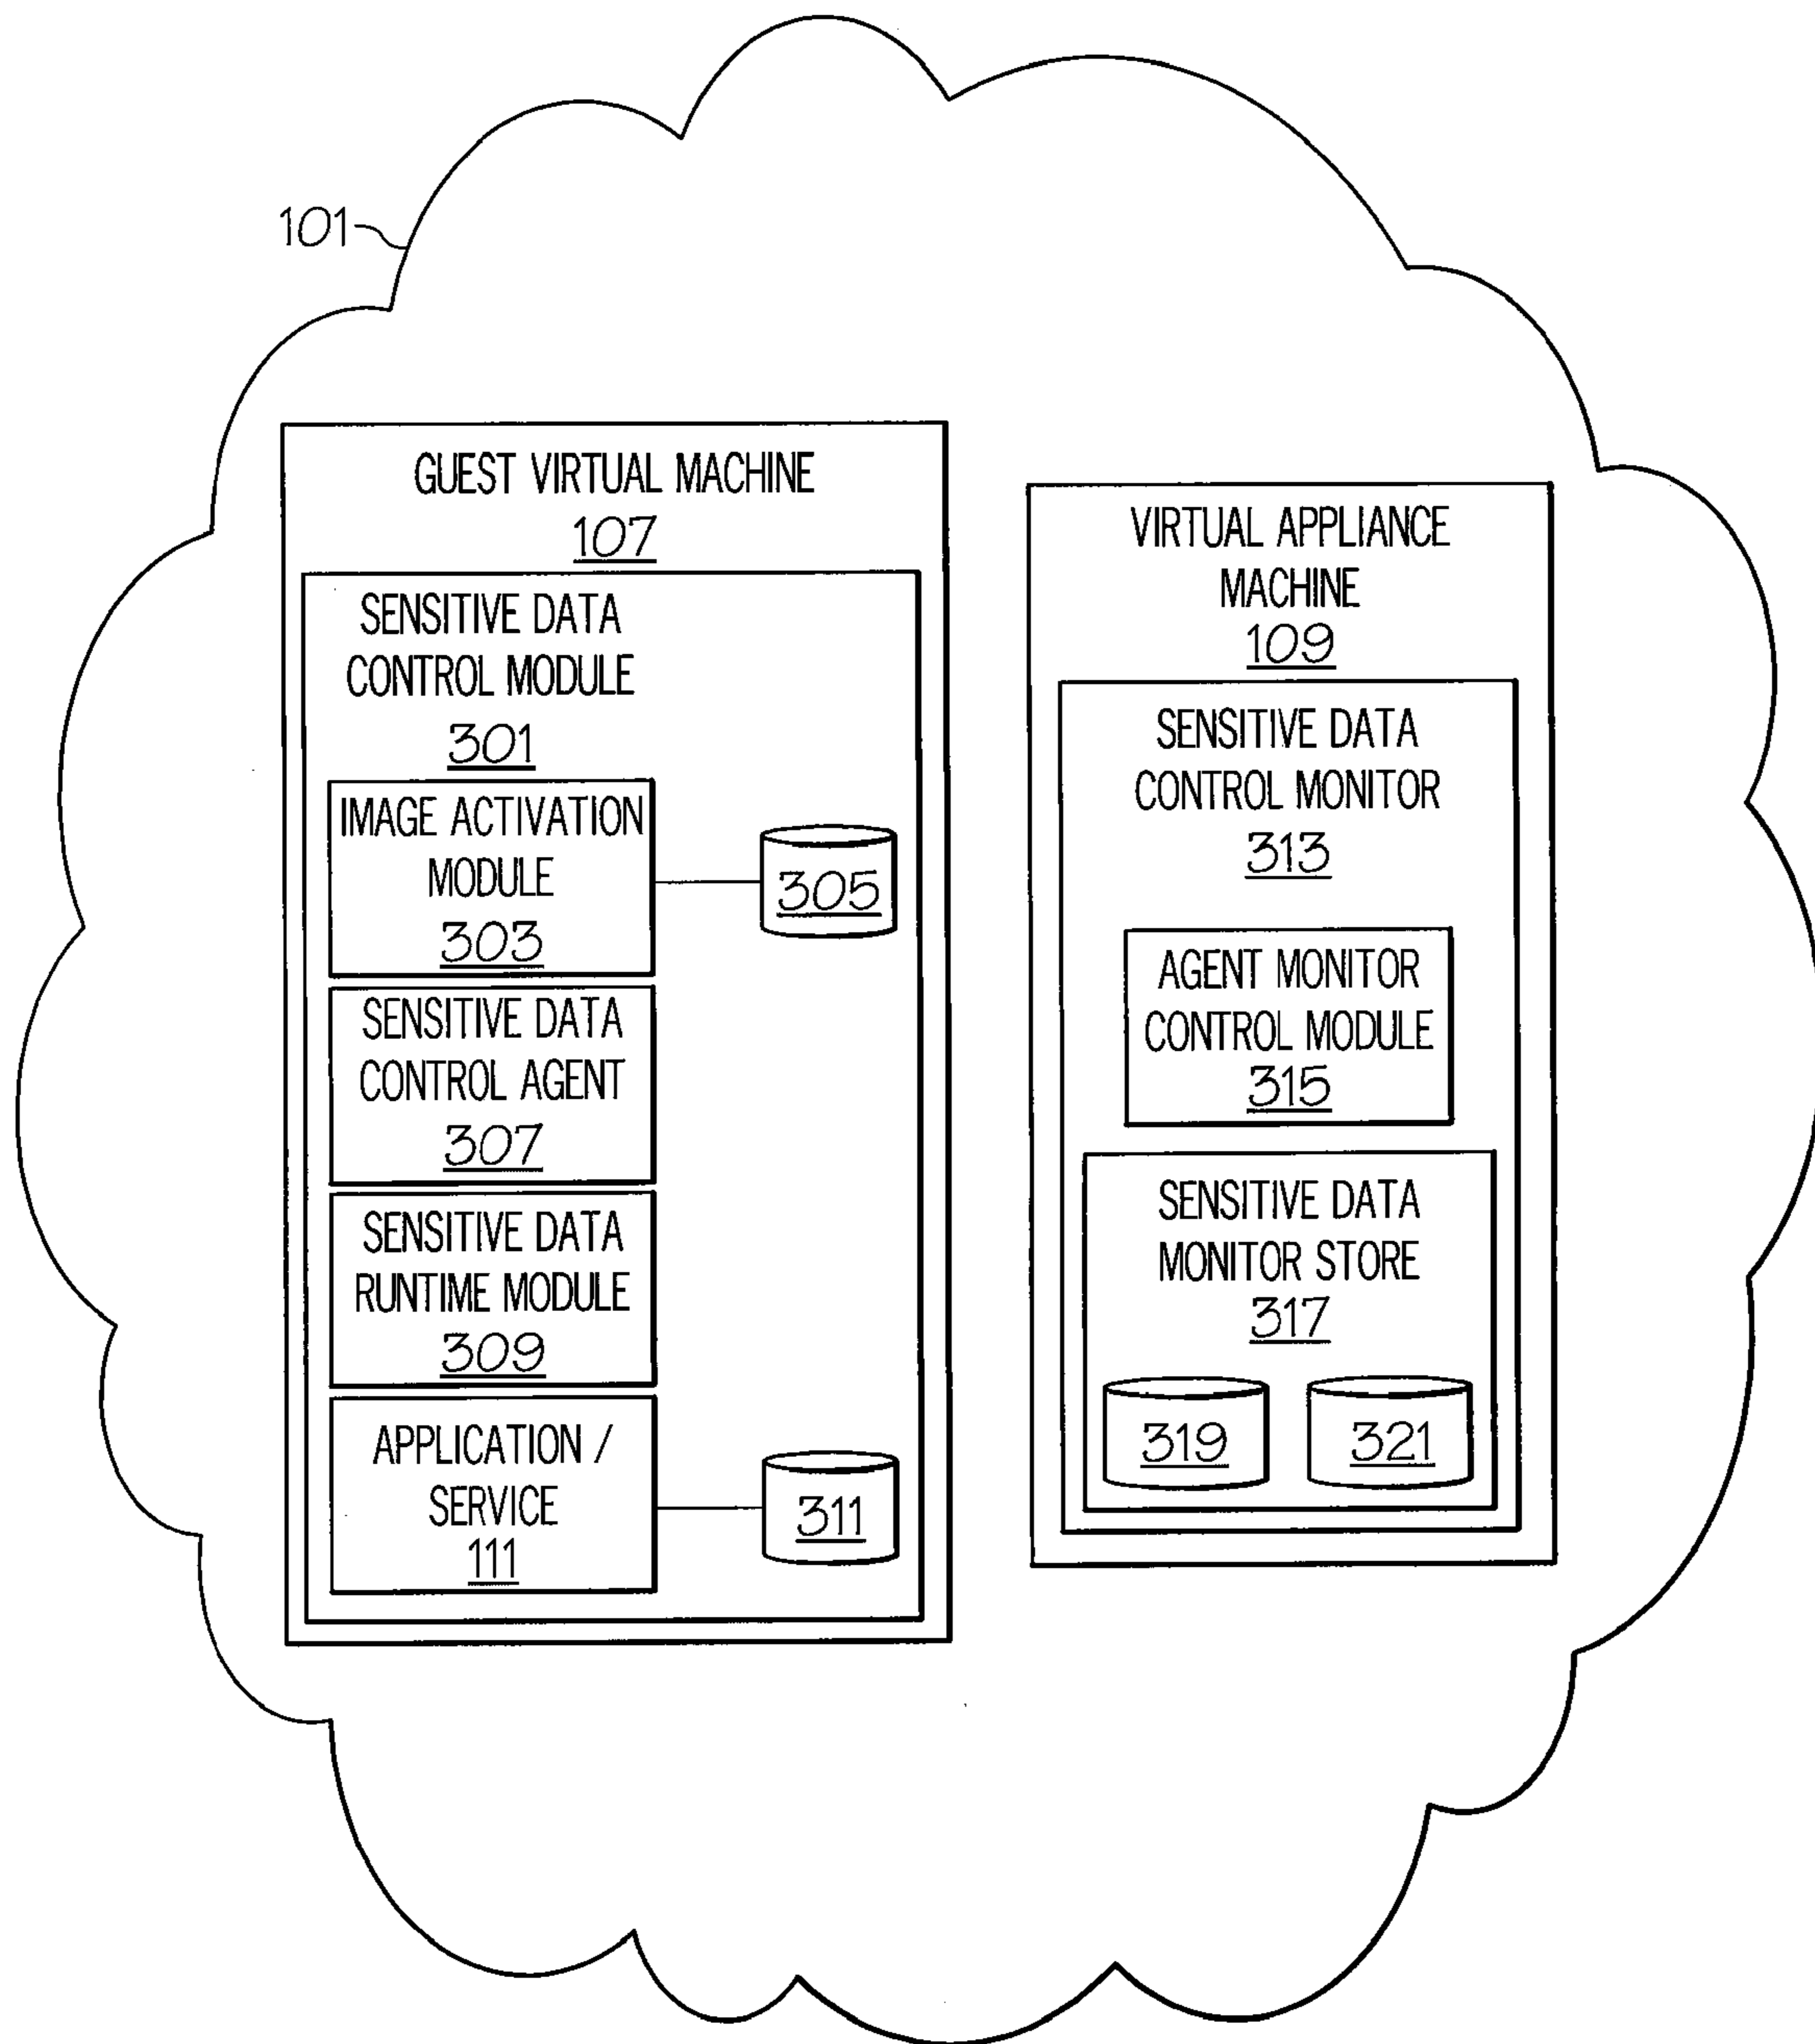 101
GUEST VIRTUAL MACHINE
107
SENSITIVE DATA
CONTROL MODULE
301
IMAGE ACTIVATION
MODULE
303
305
SENSITIVE DATA
CONTROL AGENT
307
SENSITIVE DATA
RUNTIME MODULE
309
APPLICATION /
SERVICE
111
311
VIRTUAL APPLIANCE
MACHINE
109
SENSITIVE DATA
CONTROL MONITOR
313
AGENT MONITOR
CONTROL MODULE
315
SENSITIVE DATA
MONITOR STORE
317
319
321